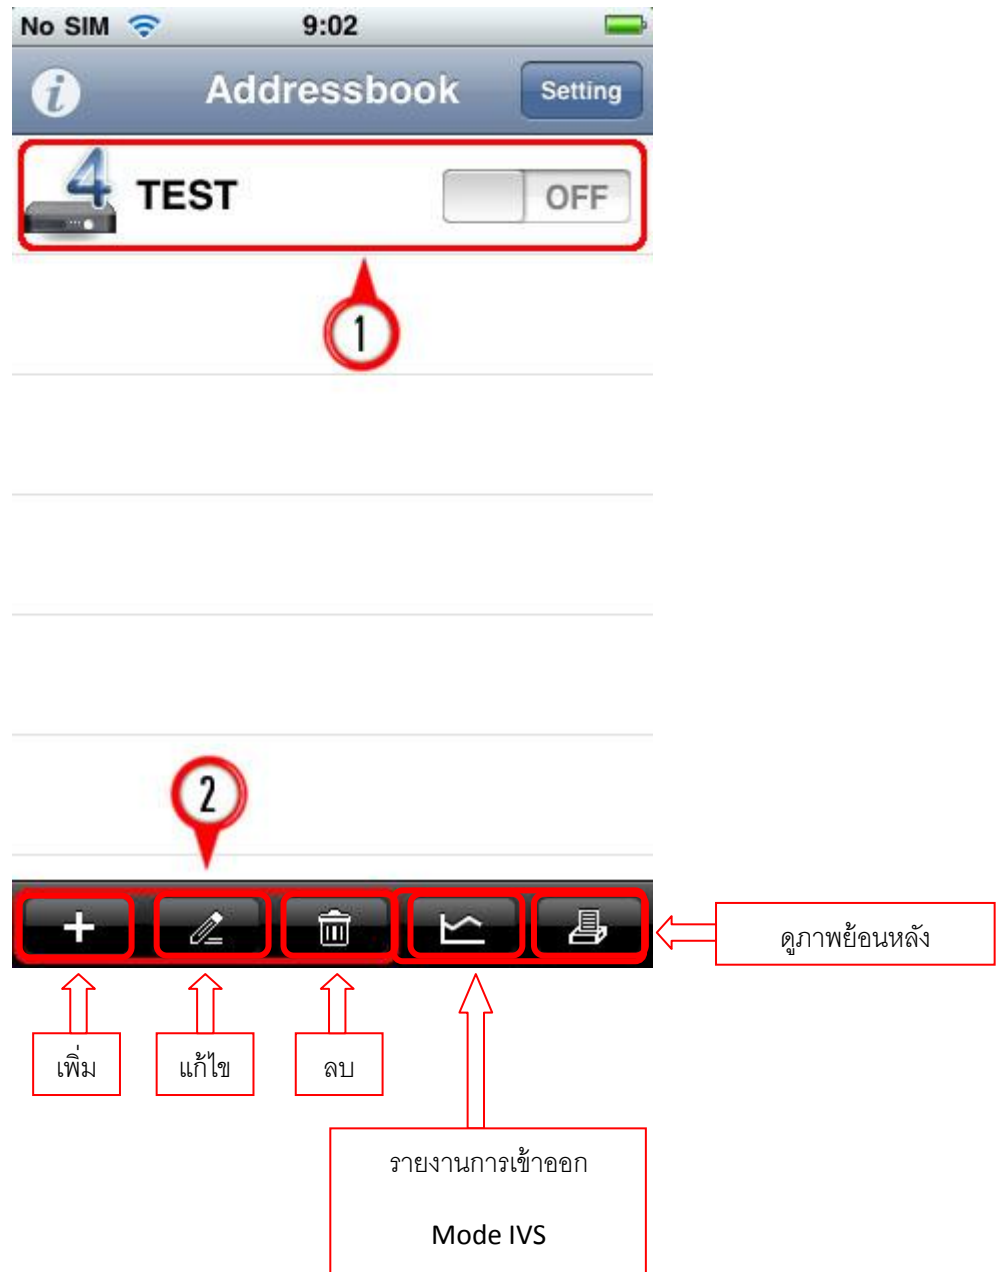 No SIM 9:02
i Addressbook Setting
4 TEST OFF
1
2
ดูภาพย้อนหลัง
เพิ่ม แก้ไข ลบ
รายงานการเข้าออก
Mode IVS